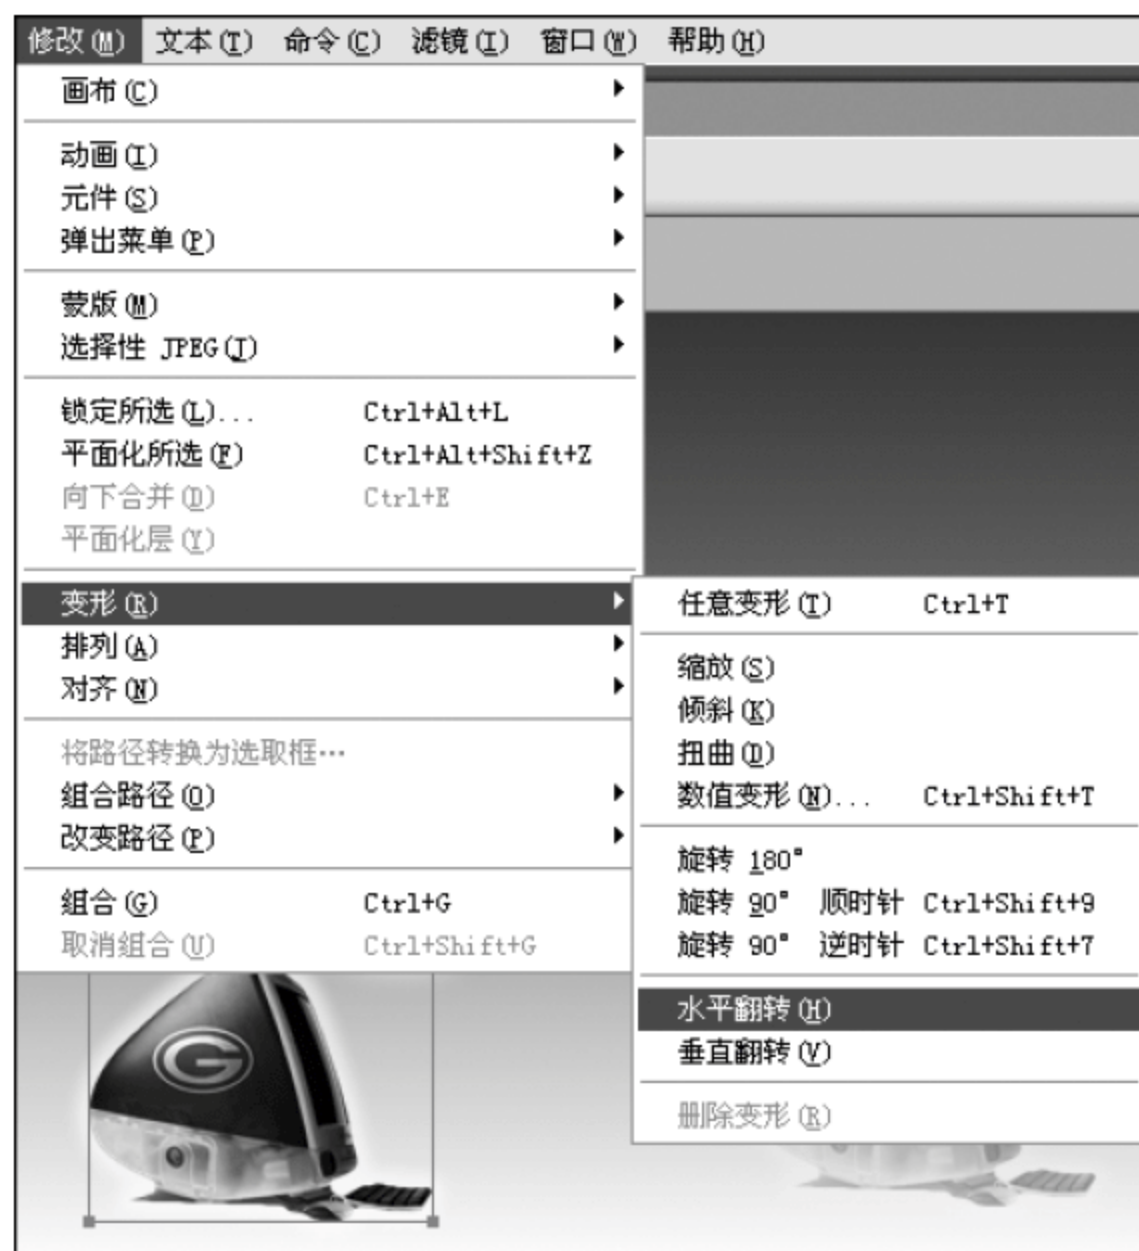 修改(M) 文本(T) 命令(C) 滤镜(I) 窗口(W) 帮助(H)
画布(C)
动画(I)
元件(S)
弹出菜单(P)
蒙版(M)
选择性 JPEG(J)
锁定所选(L)... Ctrl+Alt+L
平面化所选(F) Ctrl+Alt+Shift+Z
向下合并(D) Ctrl+E
平面化层(Y)
变形(R)
排列(A)
对齐(N)
将路径转换为选取框…
组合路径(O)
改变路径(P)
组合(G) Ctrl+G
取消组合(U) Ctrl+Shift+G
任意变形(T) Ctrl+T
缩放(S)
倾斜(K)
扭曲(D)
数值变形(N)... Ctrl+Shift+T
旋转 180°
旋转 90° 顺时针 Ctrl+Shift+9
旋转 90° 逆时针 Ctrl+Shift+7
水平翻转(H)
垂直翻转(V)
删除变形(R)
G